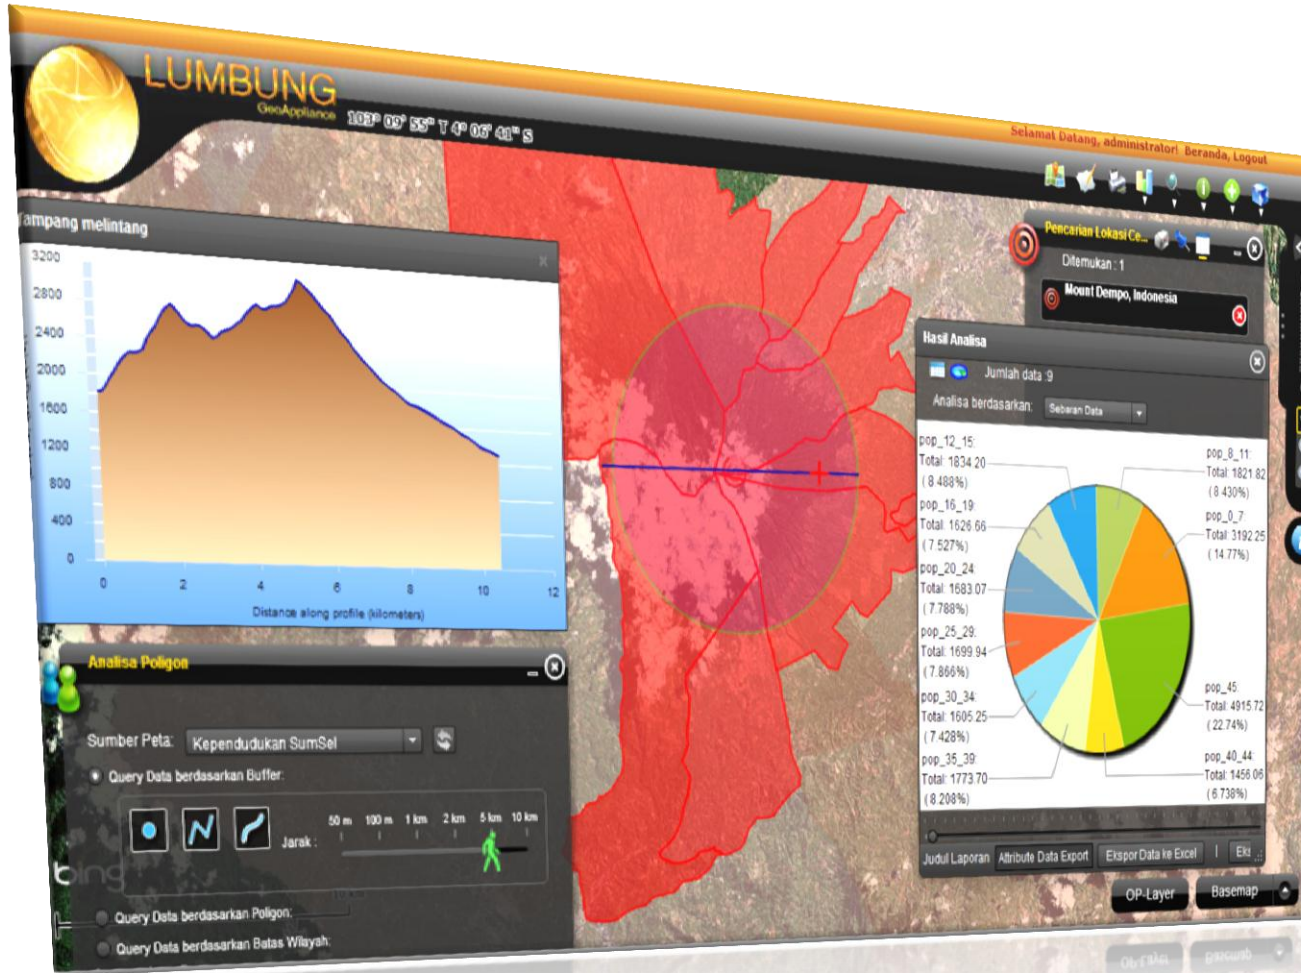 LUMBUNG
GeoAppliance
103° 09' 55" T 4° 06' 41" S
Selamat Datang, administrator! Beranda, Logout
Tampang melintang
3200
2800
2400
2000
1600
1200
800
400
0
0 2 4 6 8 10 12
Distance along profile (kilometers)
Pencarian Lokasi Ce...
Ditemukan : 1
Mount Dempo, Indonesia
Hasil Analisa
Jumlah data :9
Analisa berdasarkan: Sebaran Data
pop_12_15:
Total: 1834.20
(8.488%)
pop_16_19:
Total: 1626.66
(7.527%)
pop_20_24:
Total: 1683.07
(7.788%)
pop_25_29:
Total: 1699.94
(7.866%)
pop_30_34:
Total: 1605.25
(7.428%)
pop_35_39:
Total: 1773.70
(8.208%)
pop_8_11:
Total: 1821.82
(8.430%)
pop_0_7:
Total: 3192.25
(14.77%)
pop_45:
Total: 4915.72
(22.74%)
pop_40_44:
Total: 1456.06
(6.738%)
Judul Laporan Attribute Data Export Ekspor Data ke Excel | Eks
OP-Layer Basemap
Analisa Poligon
Sumber Peta: Kependudukan SumSel
Query Data berdasarkan Buffer:
Jarak : 50 m 100 m 1 km 2 km 5 km 10 km
bing
Query Data berdasarkan Poligon:
Query Data berdasarkan Batas Wilayah: